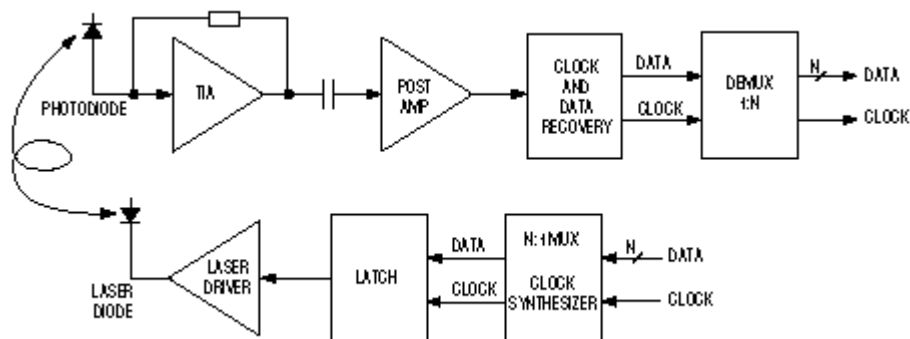 PHOTODIODE
TIA
POST
AMP
CLOCK
AND
DATA
RECOVERY
DATA
CLOCK
DEMUX
1:N
N
DATA
CLOCK
LASER
DIODE
LASER
DRIVER
LATCH
DATA
CLOCK
N:1 MUX
CLOCK
SYNTHESIZER
N
DATA
CLOCK